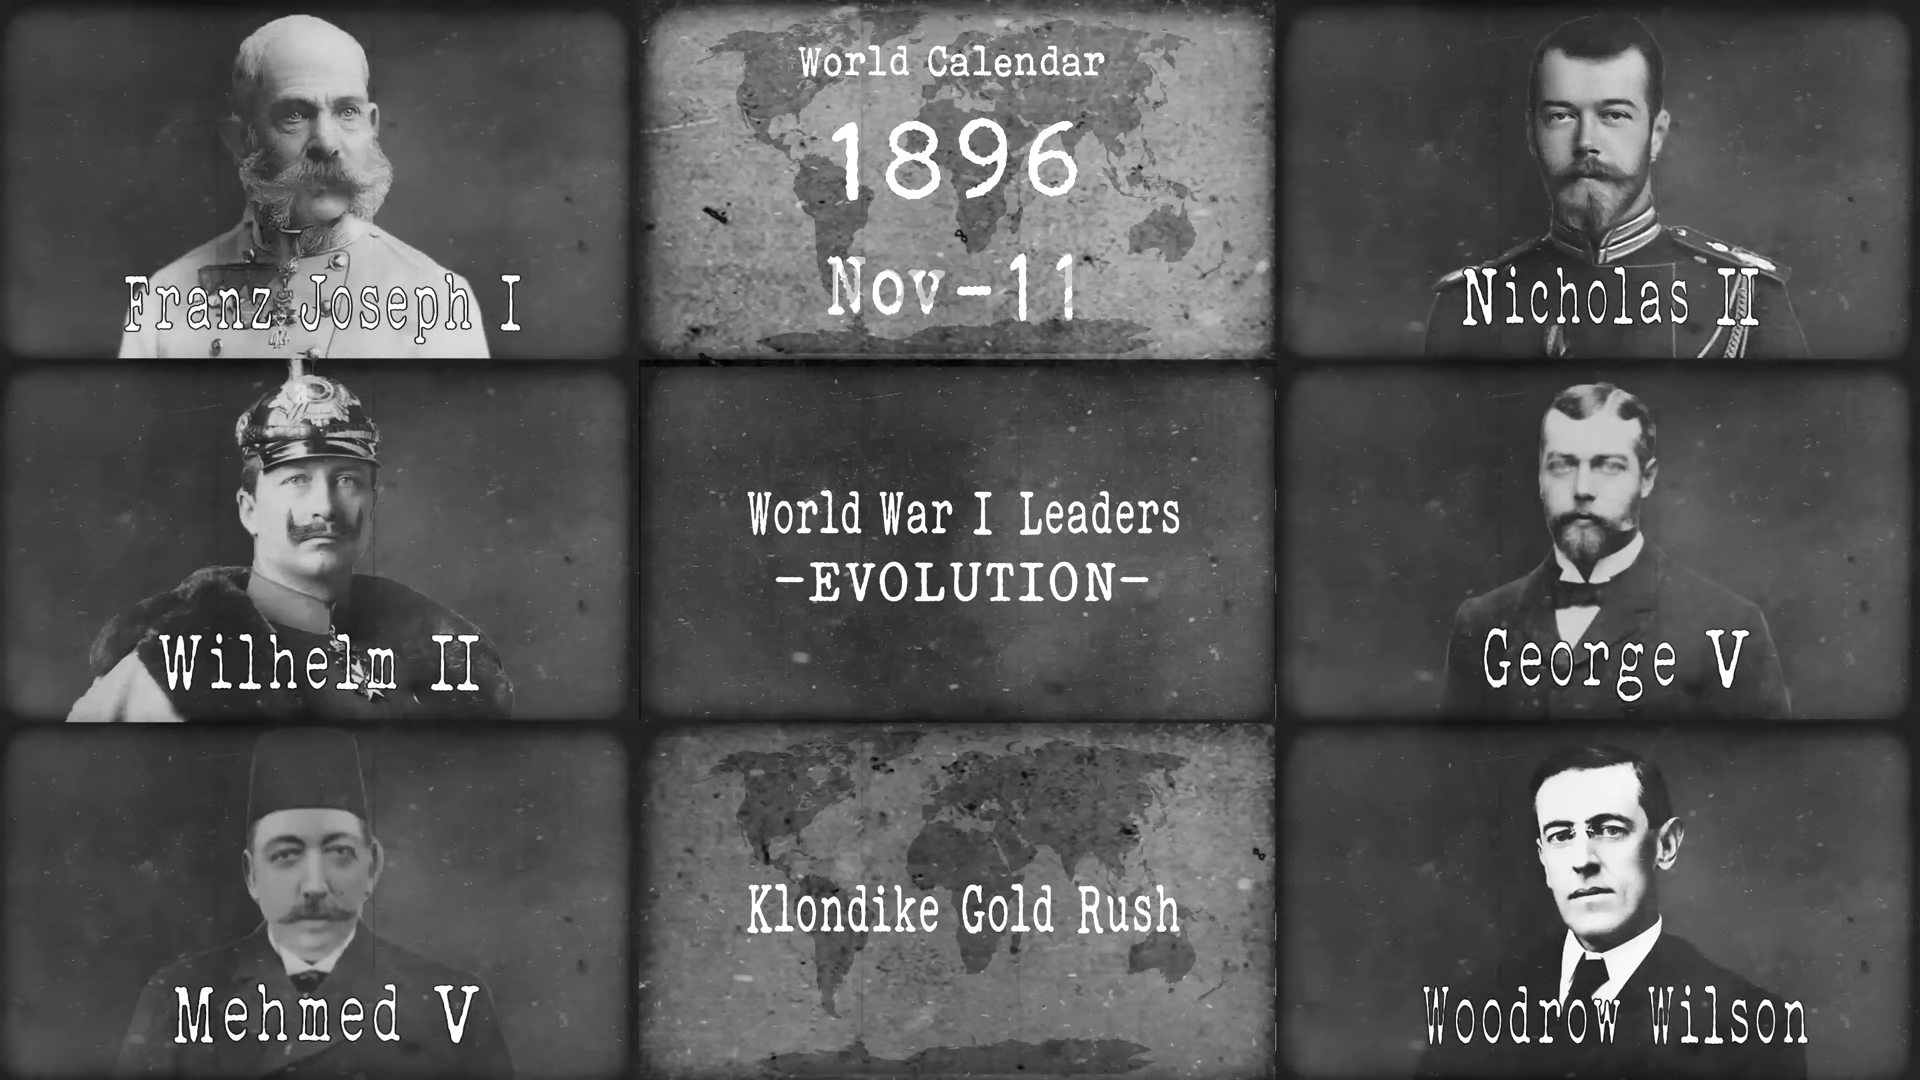 Franz Joseph I
World Calendar
1896
Nov-11
Nicholas II
Wilhelm II
World War I Leaders
-EVOLUTION-
George V
Mehmed V
Klondike Gold Rush
Woodrow Wilson